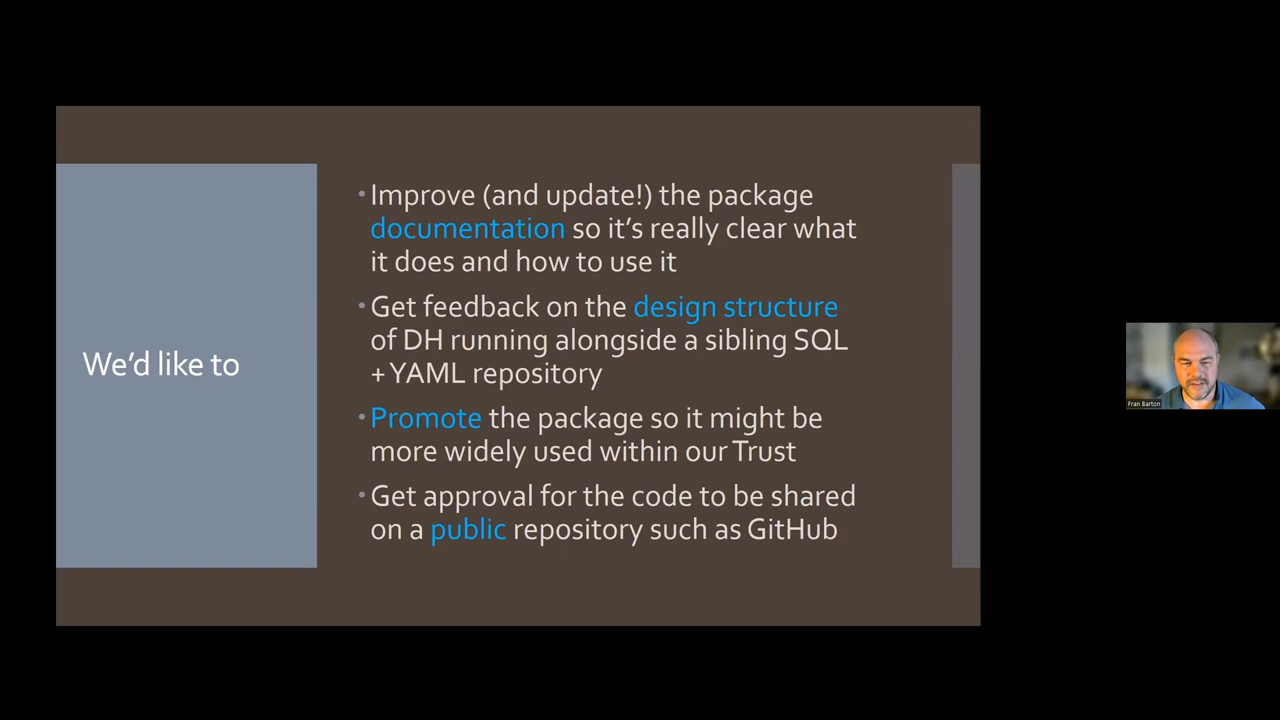 We'd like to
• Improve (and update!) the package
documentation so it's really clear what
it does and how to use it
• Get feedback on the design structure
of DH running alongside a sibling SQL
+ YAML repository
• Promote the package so it might be
more widely used within our Trust
• Get approval for the code to be shared
on a public repository such as GitHub
Fran Barton